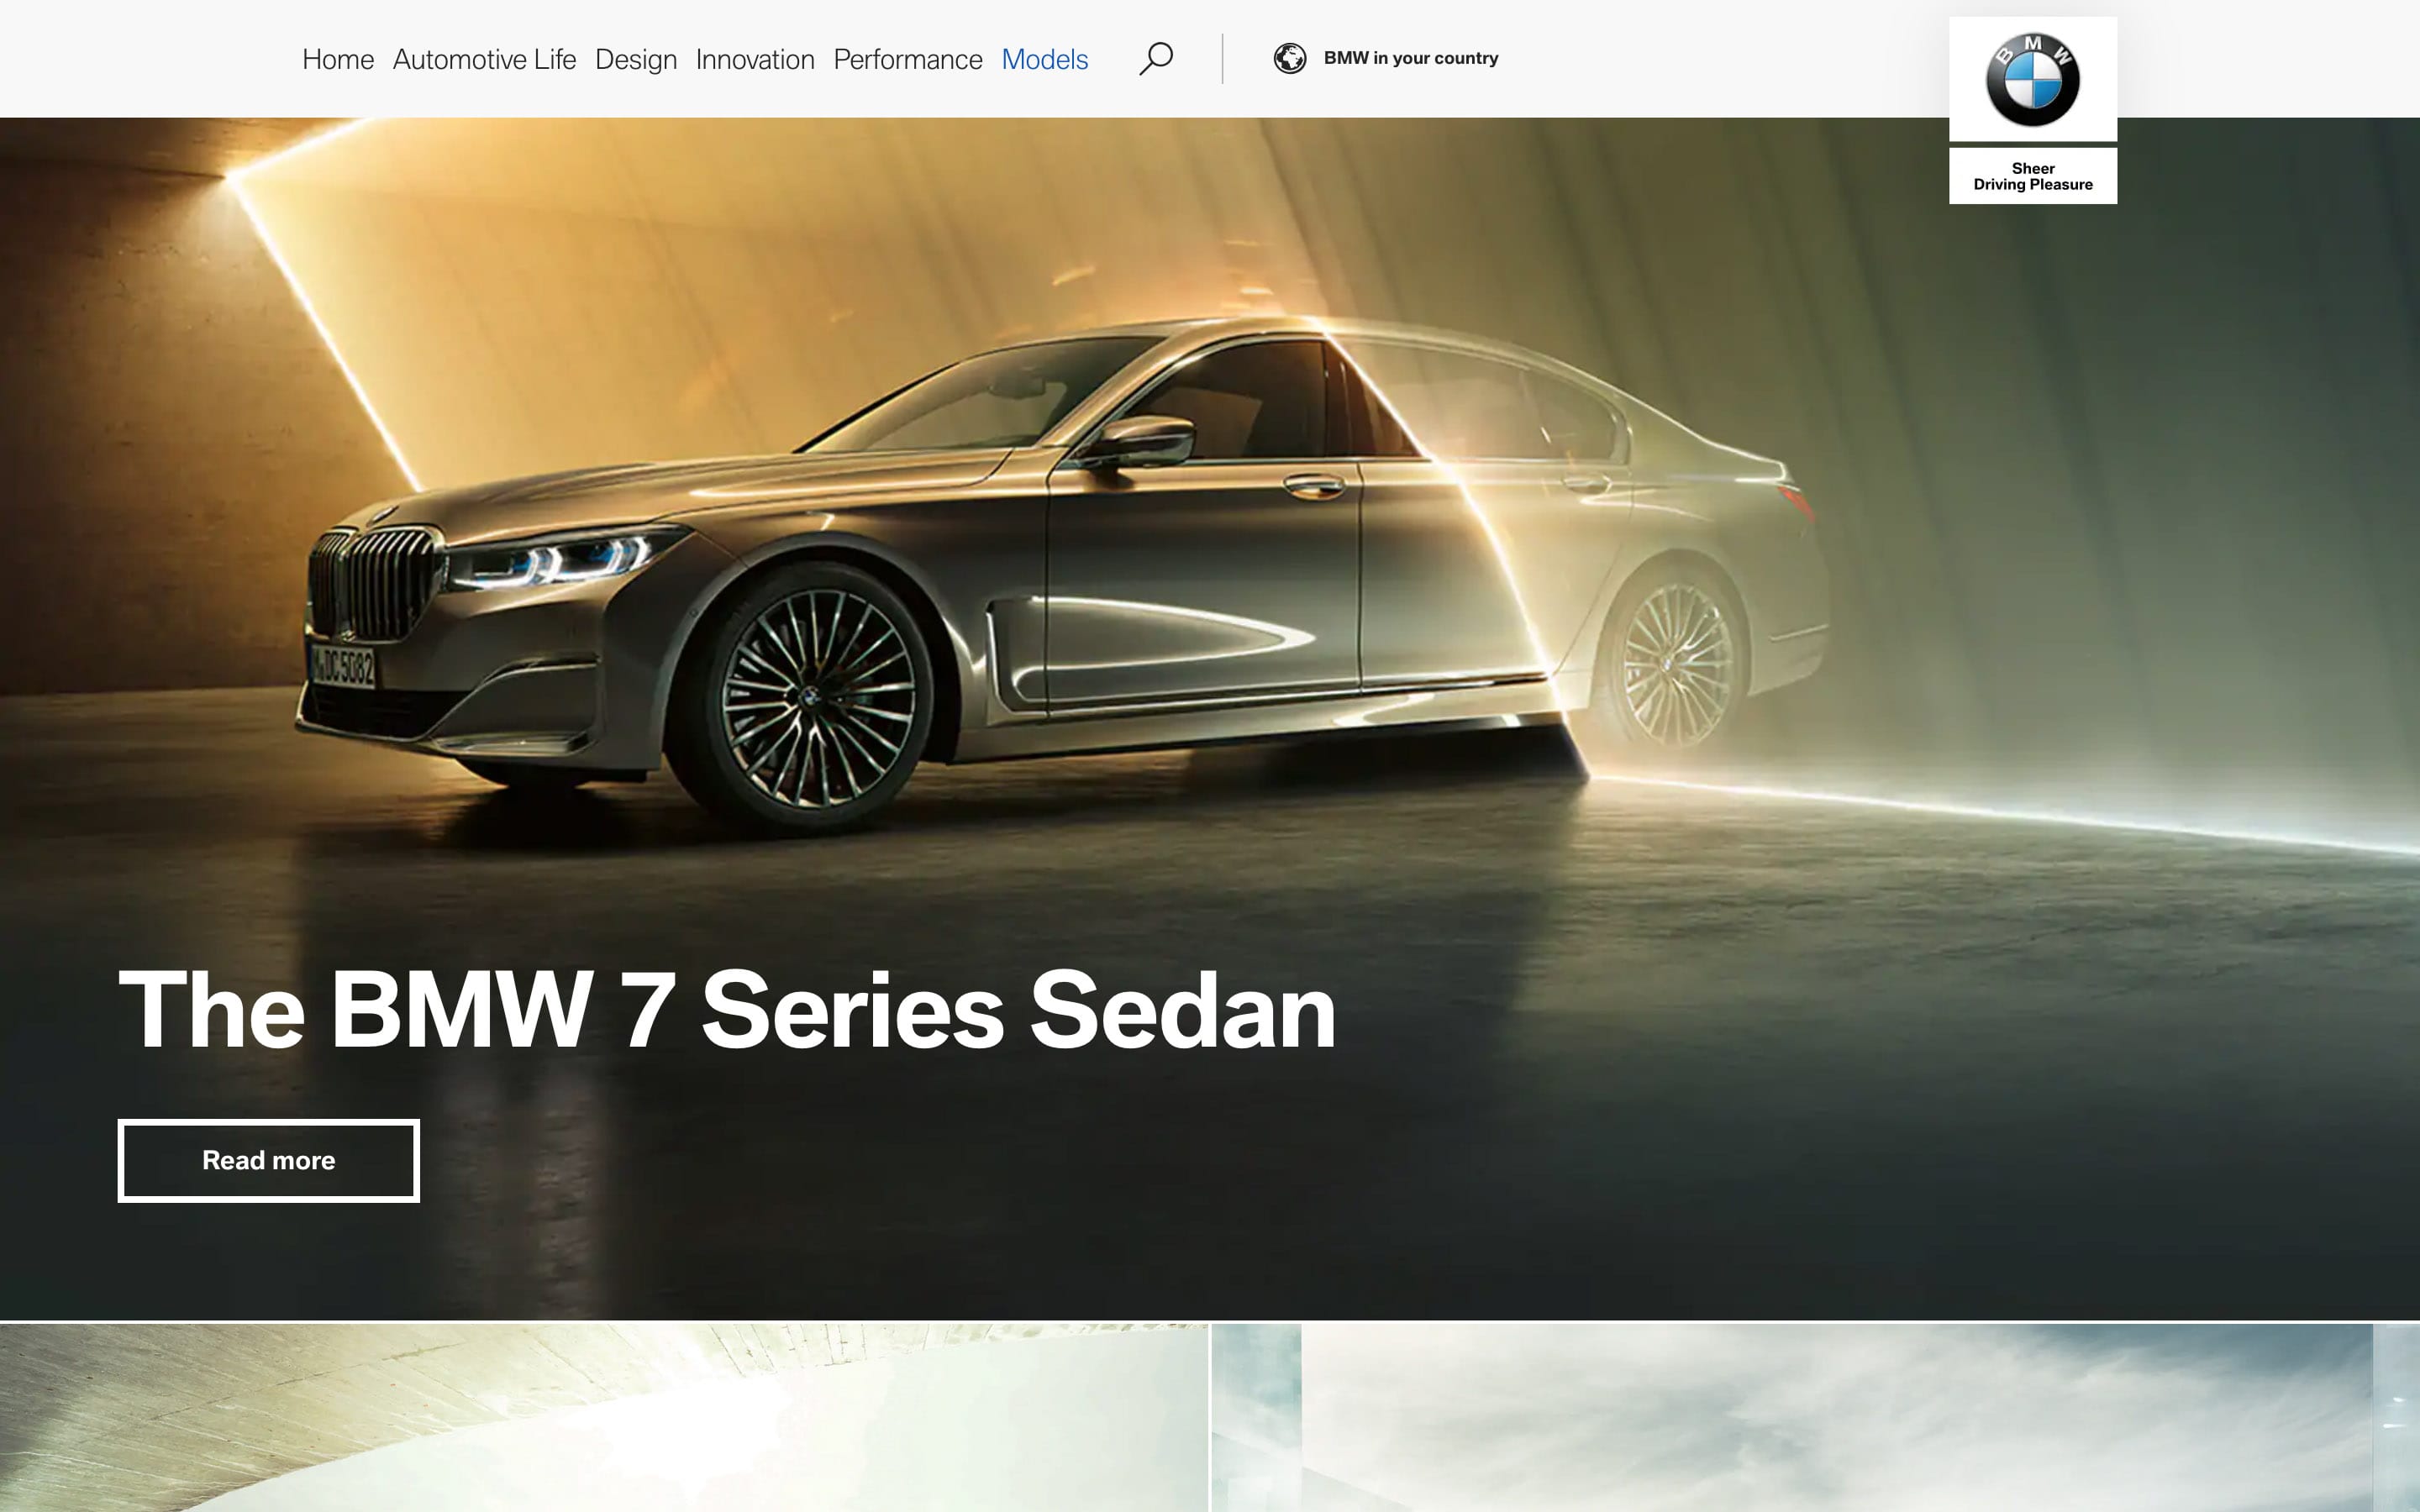 Home Automotive Life Design Innovation Performance Models BMW in your country
BMW
Sheer
Driving Pleasure
M DC 5082
The BMW 7 Series Sedan
Read more